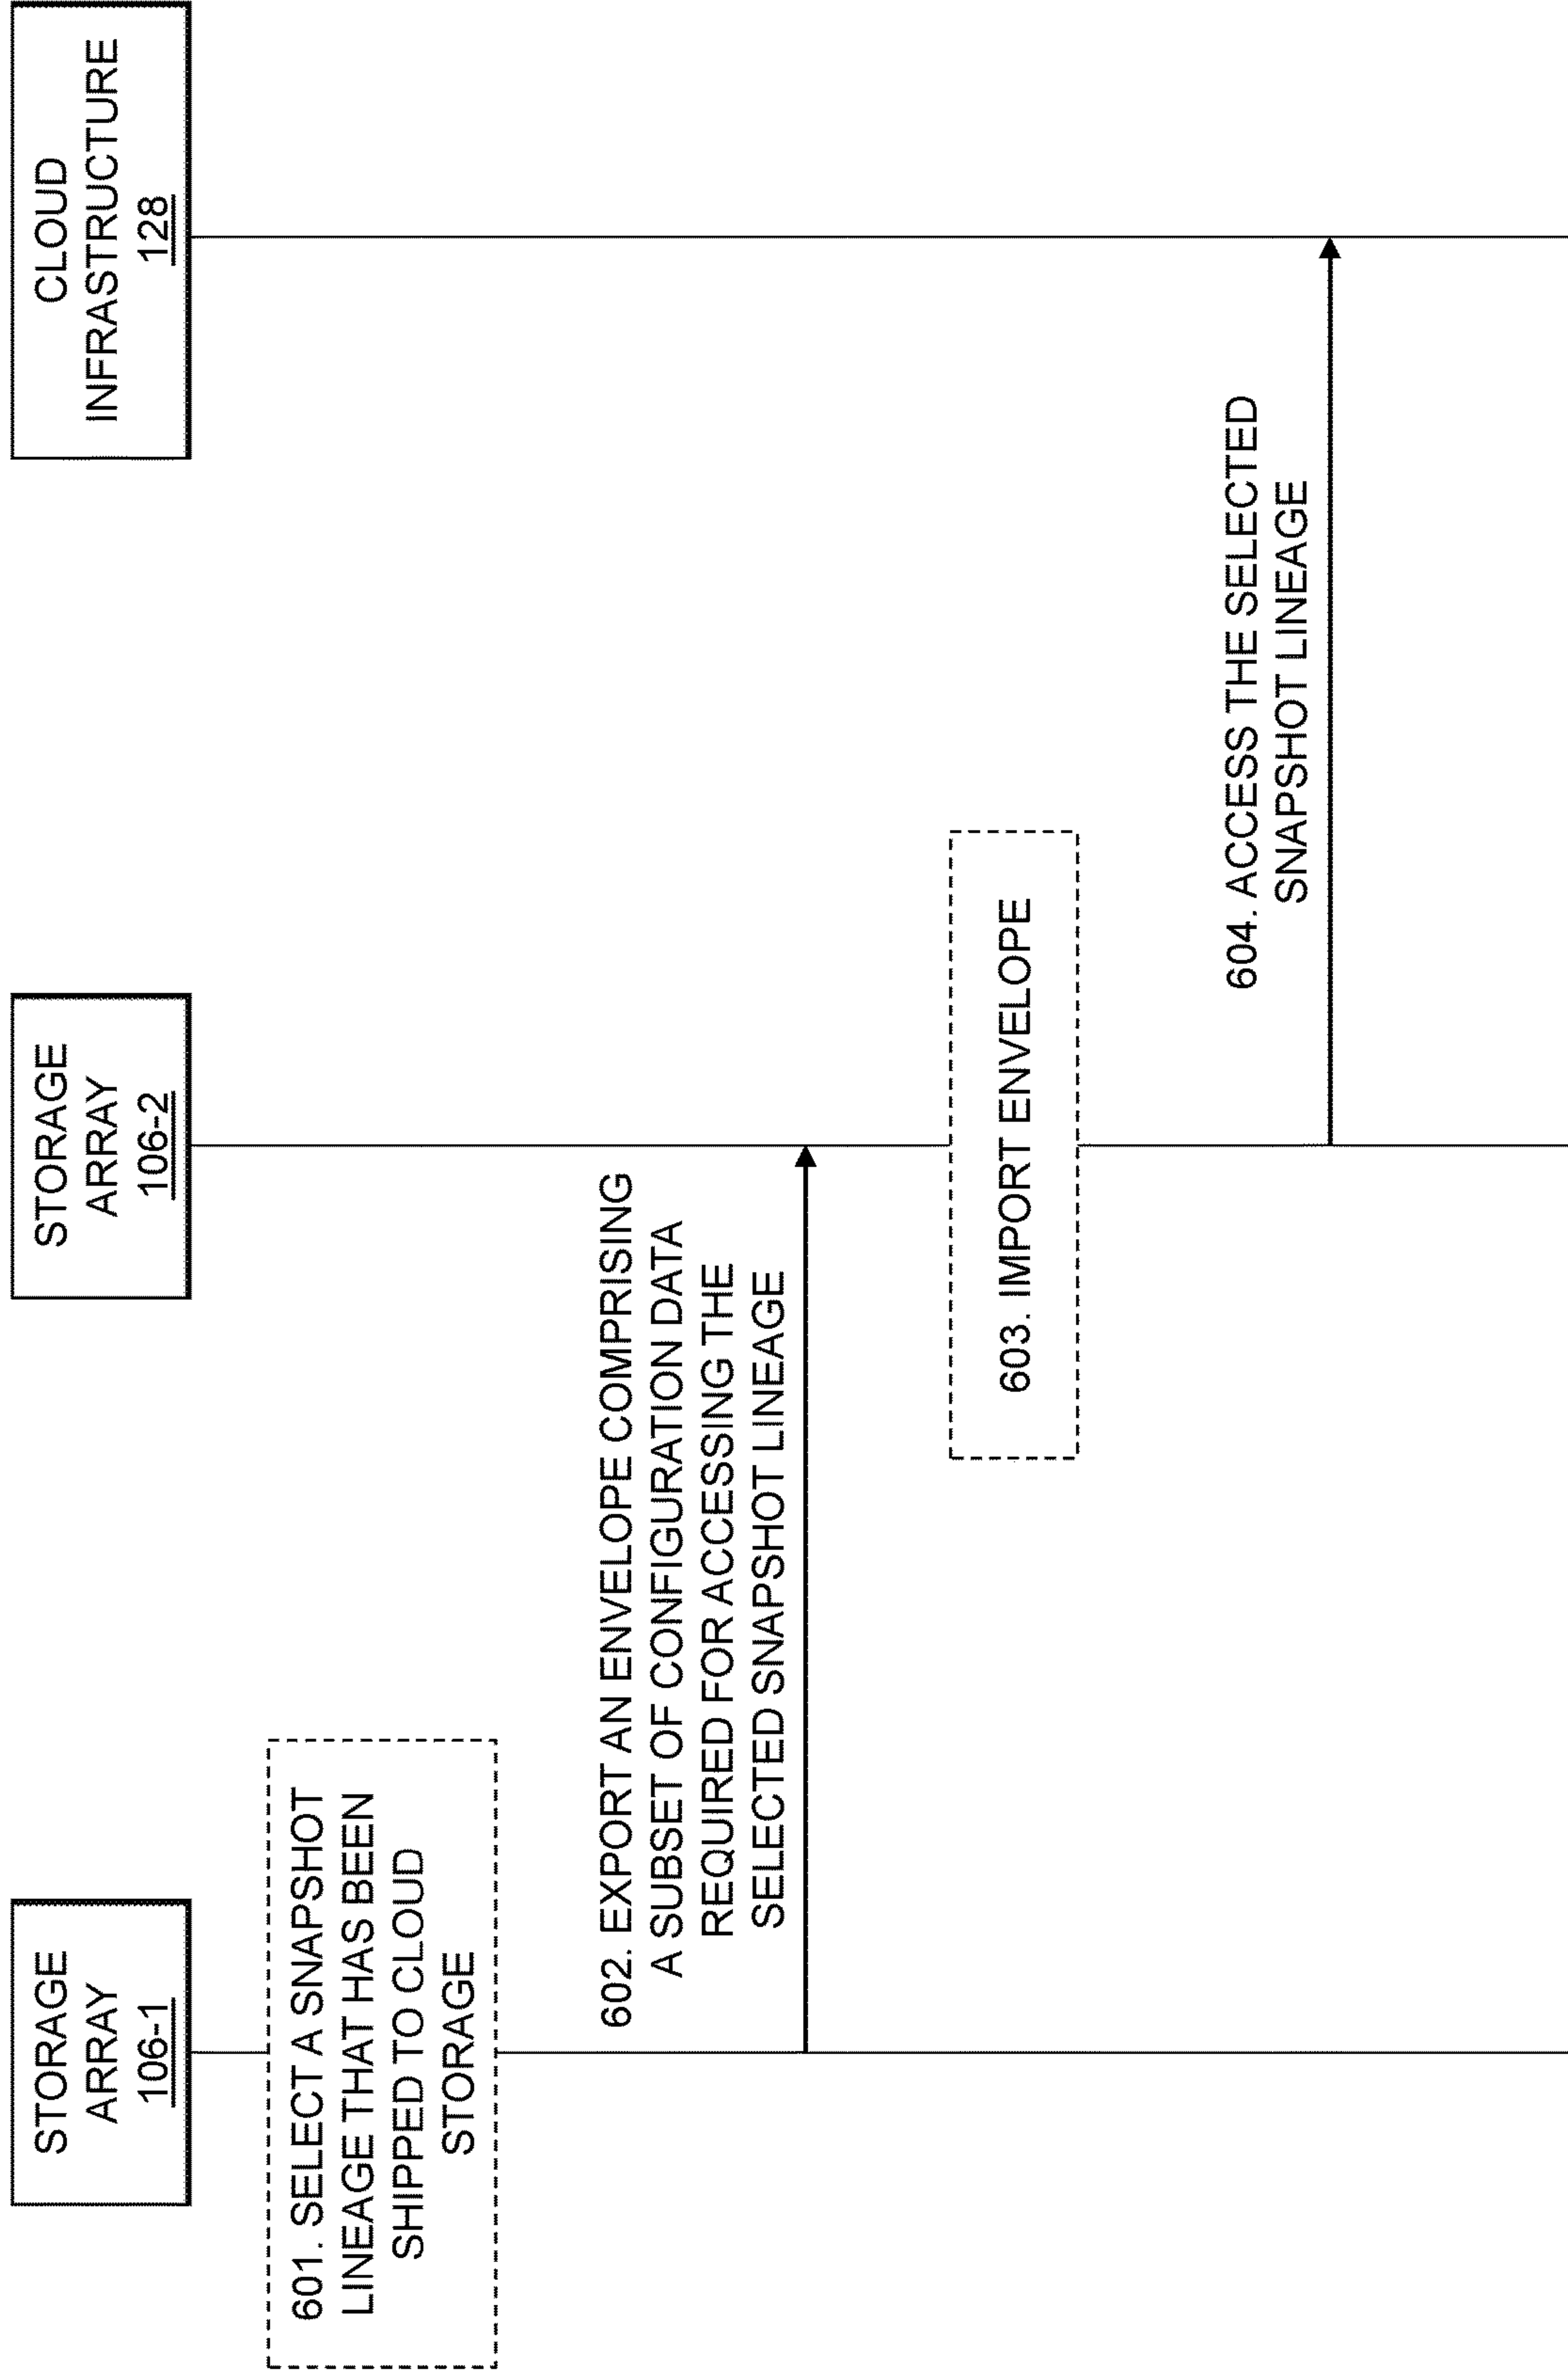 STORAGE
ARRAY
106-1
STORAGE
ARRAY
106-2
CLOUD
INFRASTRUCTURE
128
601. SELECT A SNAPSHOT
LINEAGE THAT HAS BEEN
SHIPPED TO CLOUD
STORAGE
602. EXPORT AN ENVELOPE COMPRISING
A SUBSET OF CONFIGURATION DATA
REQUIRED FOR ACCESSING THE
SELECTED SNAPSHOT LINEAGE
603. IMPORT ENVELOPE
604. ACCESS THE SELECTED
SNAPSHOT LINEAGE